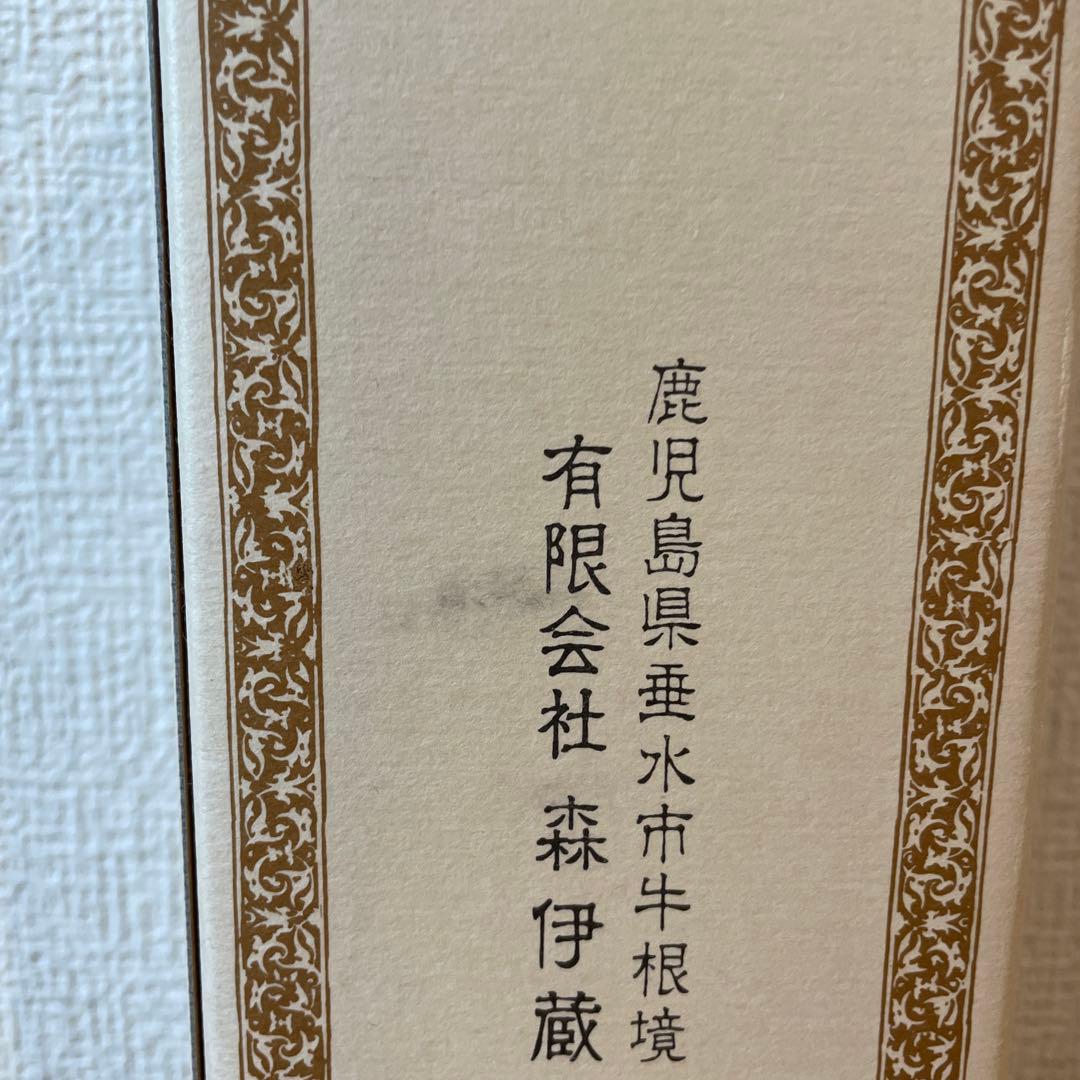 鹿児島県垂水市牛根境
有限会社 森伊蔵